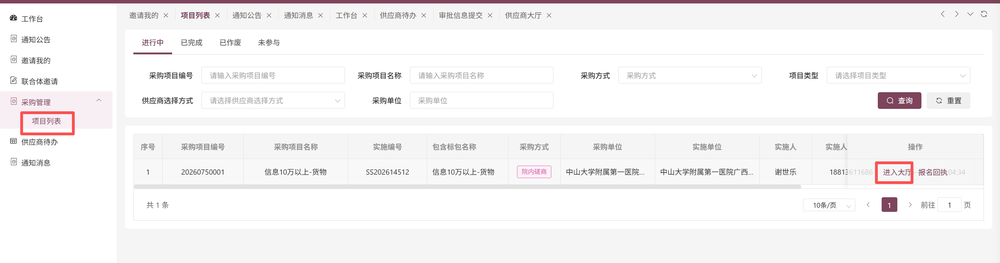 工作台
通知公告
邀请我的
联合体邀请
采购管理
项目列表
供应商待办
通知消息
邀请我的 项目列表 通知公告 通知消息 工作台 供应商待办 审批信息提交 供应商大厅
进行中 已完成 已作废 未参与
采购项目编号 请输入采购项目编号 采购项目名称 请输入采购项目名称 采购方式 采购方式 项目类型 请选择项目类型
供应商选择方式 请选择供应商选择方式 采购单位 采购单位 查询 重置
序号 采购项目编号 采购项目名称 实施编号 包含标包名称 采购方式 采购单位 实施单位 实施人 实施人 操作
1 20260750001 信息10万以上-货物 SS202614512 信息10万以上-货物 院内磋商 中山大学附属第一医院... 中山大学附属第一医院广西... 谢世乐 18813611686 进入大厅 报名回执 :04:34
共 1 条 10条/页 1 前往 1 页